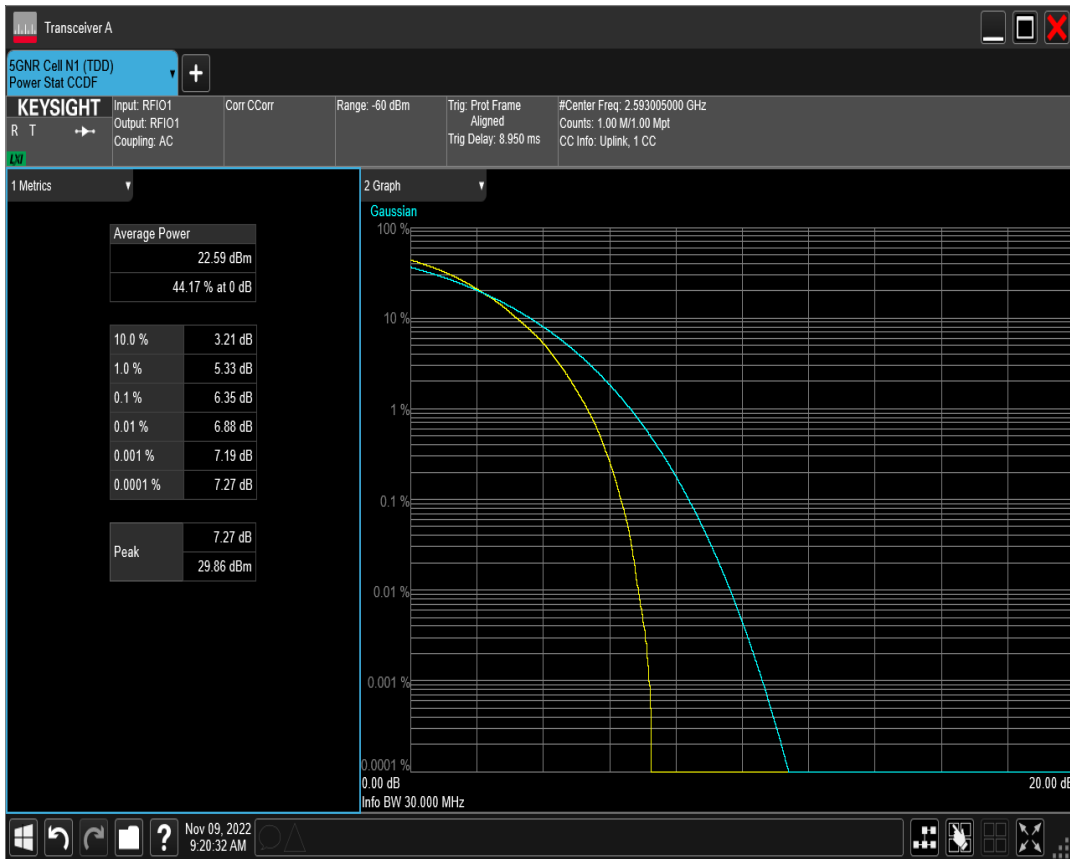 Transceiver A
5GNR Cell N1 (TDD)
Power Stat CCDF
+
KEYSIGHT
R T
LXI
Input: RFIO1
Output: RFIO1
Coupling: AC
Corr CCorr
Range: -60 dBm
Trig: Prot Frame
Aligned
Trig Delay: 8.950 ms
#Center Freq: 2.593005000 GHz
Counts: 1.00 M/1.00 Mpt
CC Info: Uplink, 1 CC
1 Metrics
Average Power
22.59 dBm
44.17 % at 0 dB
10.0 % 3.21 dB
1.0 % 5.33 dB
0.1 % 6.35 dB
0.01 % 6.88 dB
0.001 % 7.19 dB
0.0001 % 7.27 dB
Peak 7.27 dB
29.86 dBm
2 Graph
Gaussian
100 %
10 %
1 %
0.1 %
0.01 %
0.001 %
0.0001 %
0.00 dB 20.00 dB
Info BW 30.000 MHz
?
Nov 09, 2022
9:20:32 AM